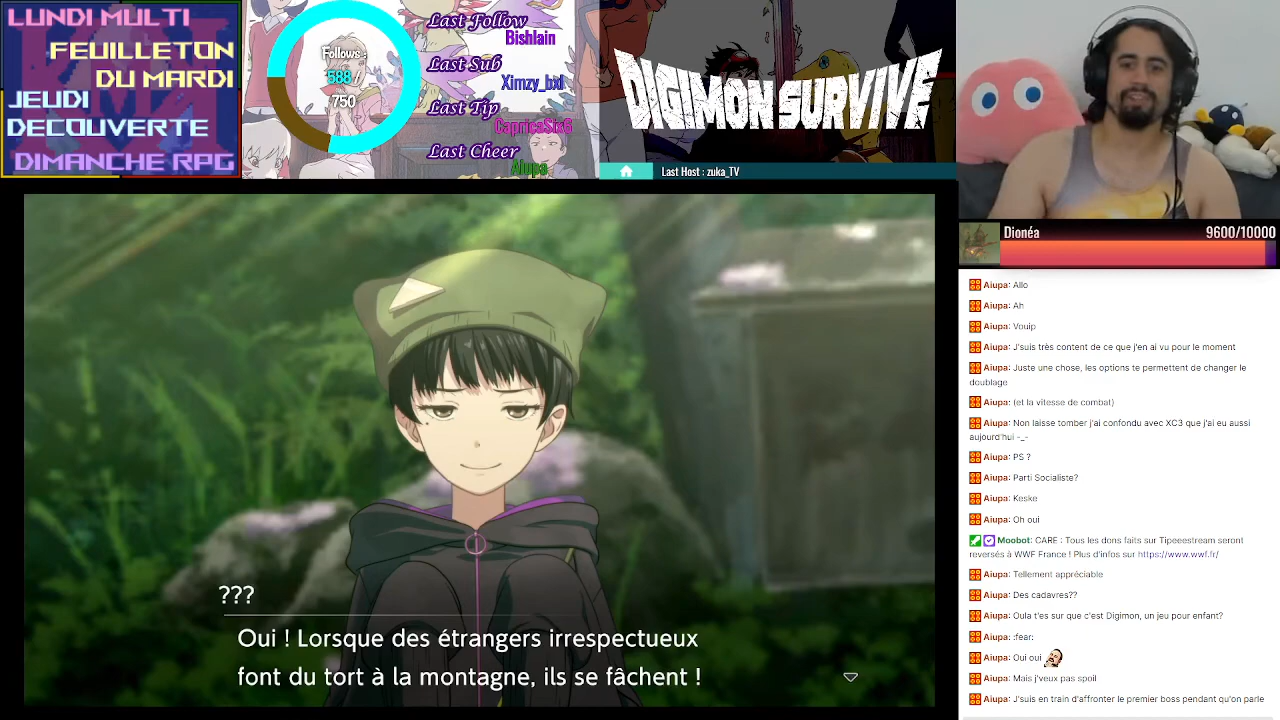 LUNDI MULTI
FEUILLETON
DU MARDI
JEUDI
DECOUVERTE
DIMANCHE RPG
Follows :
588 /
750
Last Follow
Bishlain
Last Sub
Ximzy_bxl
Last Tip
CapricaSix6
Last Cheer
Aiupa
DIGIMON SURVIVE
Last Host : zuka_TV
Dionéa 9600/10000
Aiupa: Allo
Aiupa: Ah
Aiupa: Vouip
Aiupa: J'suis très content de ce que j'en ai vu pour le moment
Aiupa: Juste une chose, les options te permettent de changer le
doublage
Aiupa: (et la vitesse de combat)
Aiupa: Non laisse tomber j'ai confondu avec XC3 que j'ai eu aussi
aujourd'hui -_-
Aiupa: PS ?
Aiupa: Parti Socialiste?
Aiupa: Keske
Aiupa: Oh oui
Moobot: CARE : Tous les dons faits sur Tipeeestream seront
reversés à WWF France ! Plus d'infos sur https://www.wwf.fr/
Aiupa: Tellement appréciable
Aiupa: Des cadavres??
Aiupa: Oula t'es sur que c'est Digimon, un jeu pour enfant?
Aiupa: :fear:
Aiupa: Oui oui
Aiupa: Mais j'veux pas spoil
Aiupa: J'suis en train d'affronter le premier boss pendant qu'on parle
???
Oui ! Lorsque des étrangers irrespectueux
font du tort à la montagne, ils se fâchent !